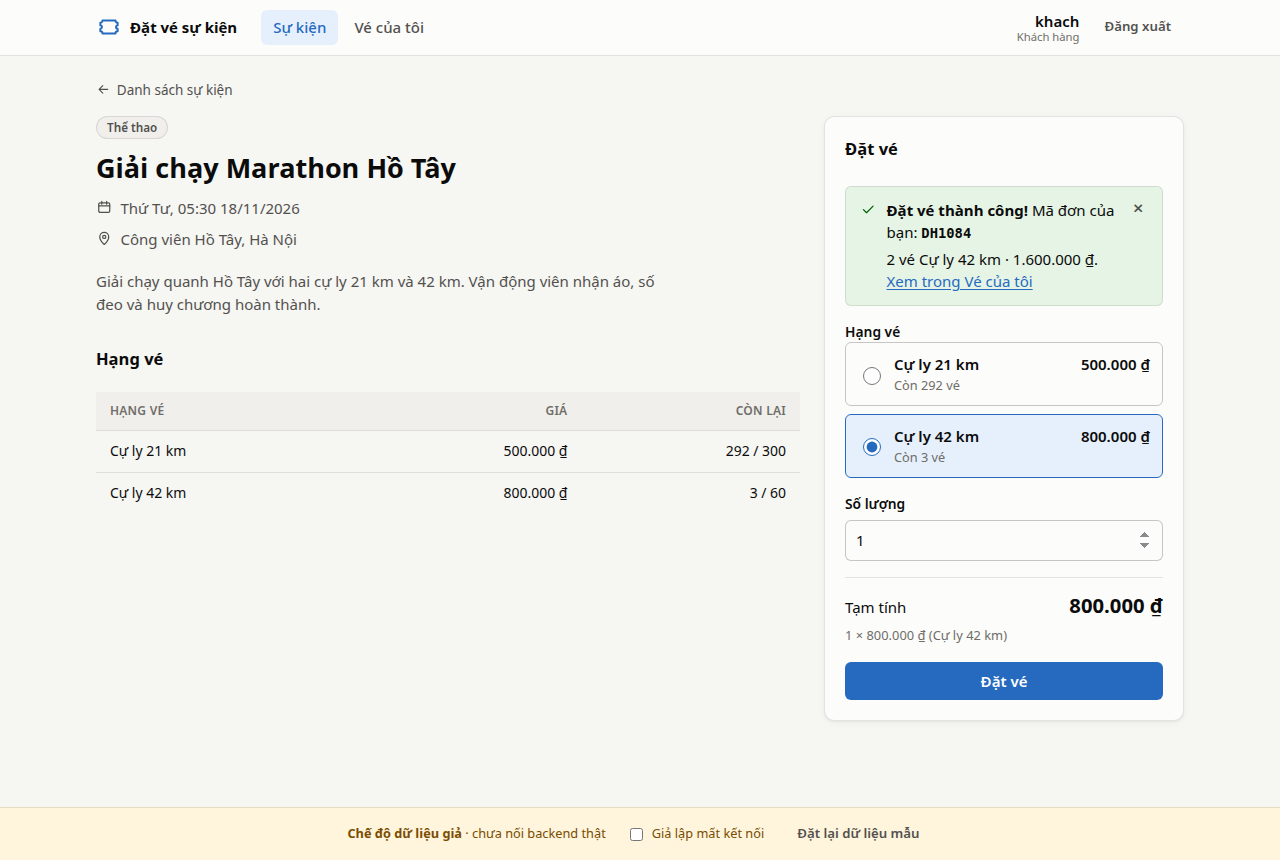 Đặt vé sự kiện
Sự kiện
Vé của tôi
khach
Khách hàng
Đăng xuất
← Danh sách sự kiện
Thể thao
Giải chạy Marathon Hồ Tây
Thứ Tư, 05:30 18/11/2026
Công viên Hồ Tây, Hà Nội
Giải chạy quanh Hồ Tây với hai cự ly 21 km và 42 km. Vận động viên nhận áo, số
đeo và huy chương hoàn thành.
Hạng vé
HẠNG VÉ GIÁ CÒN LẠI
Cự ly 21 km 500.000 ₫ 292 / 300
Cự ly 42 km 800.000 ₫ 3 / 60
Đặt vé
Đặt vé thành công! Mã đơn của
bạn: DH1084
2 vé Cự ly 42 km · 1.600.000 ₫.
Xem trong Vé của tôi
Hạng vé
Cự ly 21 km 500.000 ₫
Còn 292 vé
Cự ly 42 km 800.000 ₫
Còn 3 vé
Số lượng
1
Tạm tính 800.000 ₫
1 × 800.000 ₫ (Cự ly 42 km)
Đặt vé
Chế độ dữ liệu giả · chưa nối backend thật
Giả lập mất kết nối
Đặt lại dữ liệu mẫu